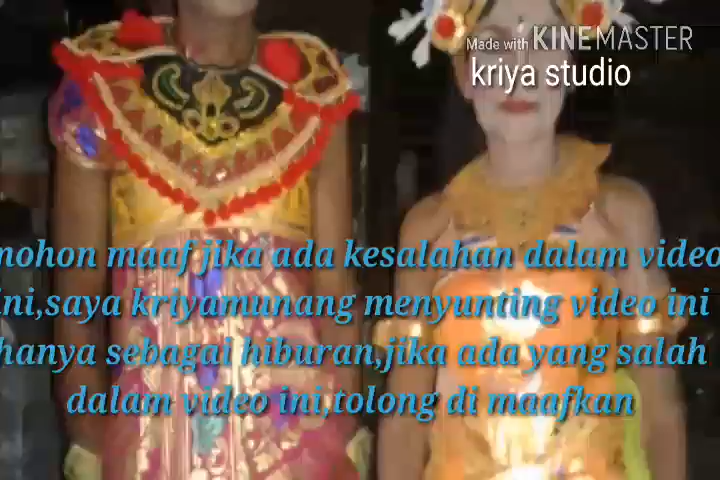 Made with KINEMASTER
kriya studio
mohon maaf jika ada kesalahan dalam video
ini,saya kriyamunang menyunting video ini
hanya sebagai hiburan,jika ada yang salah
dalam video ini,tolong di maafkan